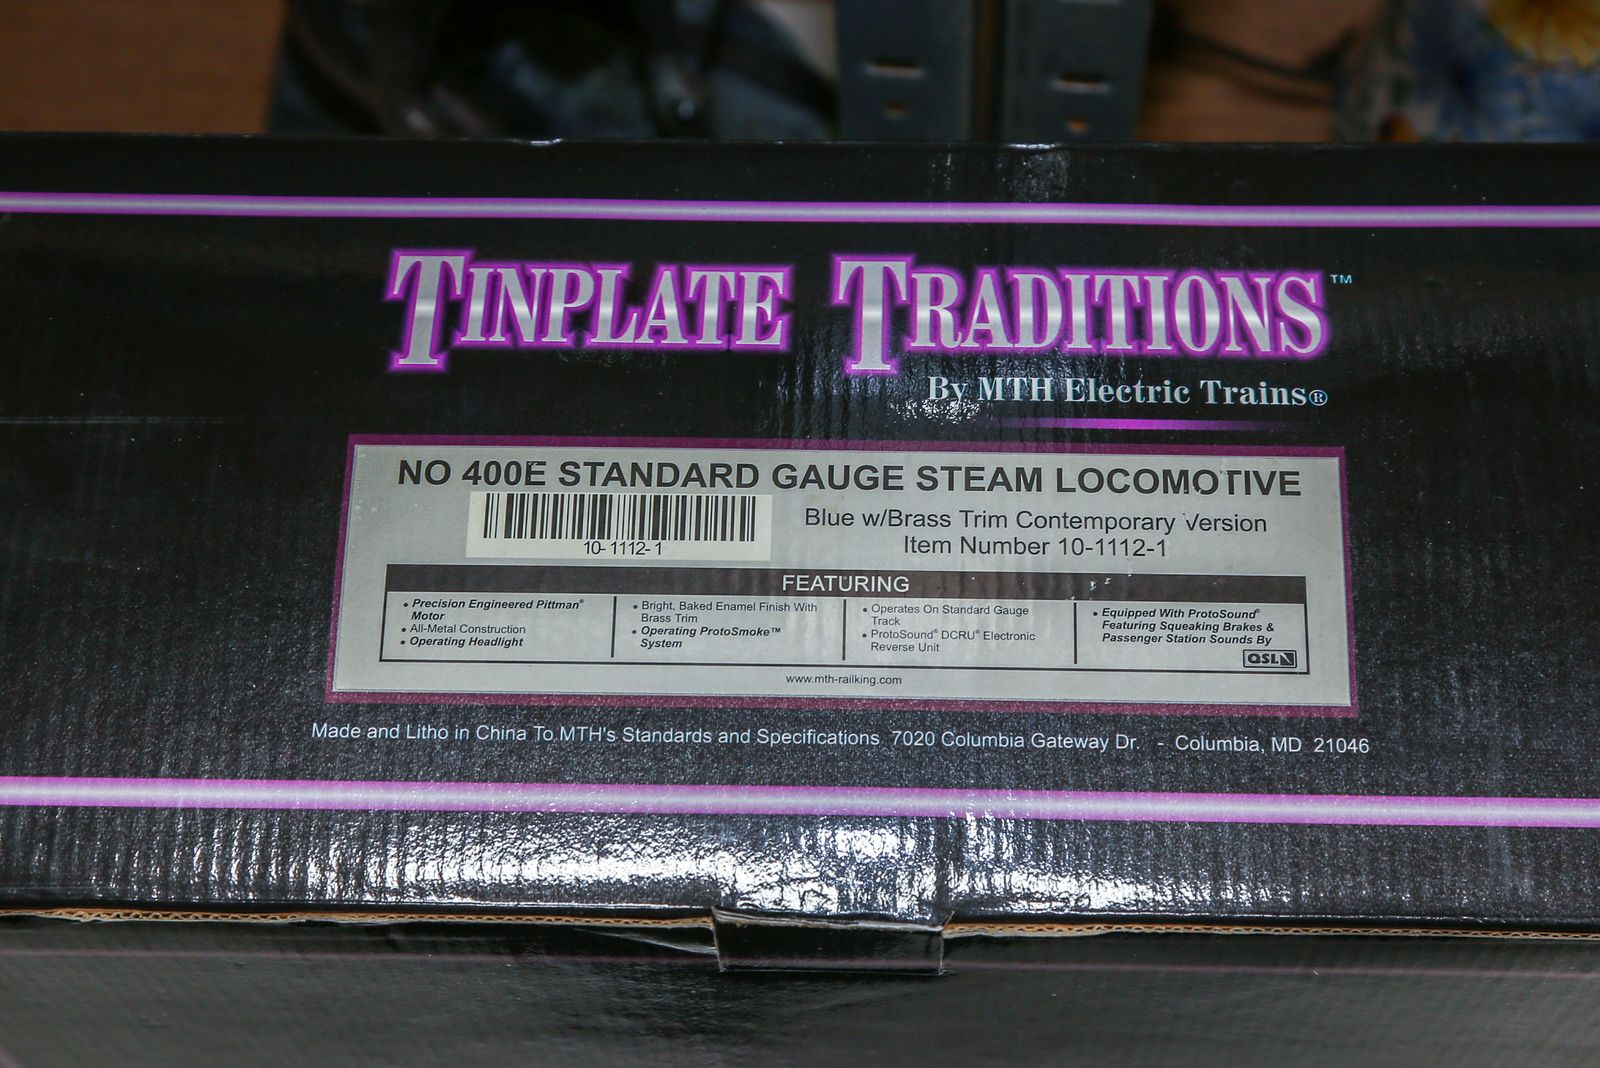 TINPLATE TRADITIONS™
By MTH Electric Trains®
NO 400E STANDARD GAUGE STEAM LOCOMOTIVE
10-1112-1
Blue w/Brass Trim Contemporary Version
Item Number 10-1112-1
FEATURING
• Precision Engineered Pittman®
Motor
• All-Metal Construction
• Operating Headlight
• Bright, Baked Enamel Finish With
Brass Trim
• Operating ProtoSmoke™
System
• Operates On Standard Gauge
Track
• ProtoSound® DCRU® Electronic
Reverse Unit
• Equipped With ProtoSound®
Featuring Squeaking Brakes &
Passenger Station Sounds By
QSI
www.mth-railking.com
Made and Litho in China To MTH's Standards and Specifications 7020 Columbia Gateway Dr. - Columbia, MD 21046